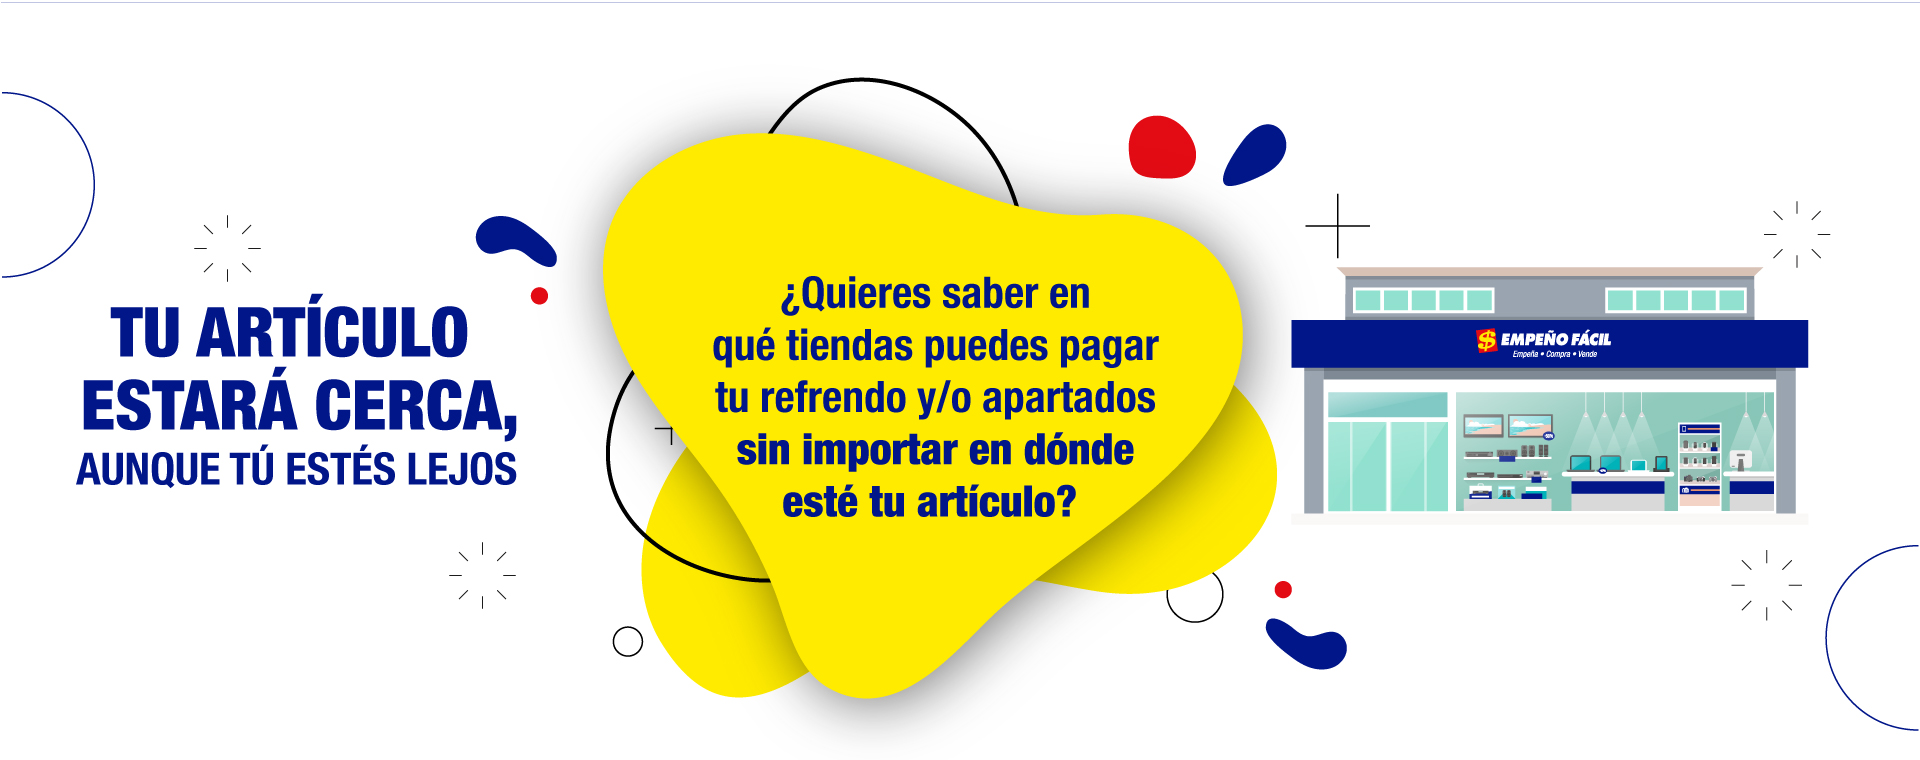 TU ARTÍCULO
ESTARÁ CERCA,
AUNQUE TÚ ESTÉS LEJOS
¿Quieres saber en
qué tiendas puedes pagar
tu refrendo y/o apartados
sin importar en dónde
esté tu artículo?
$ EMPEÑO FÁCIL
Empeña • Compra • Vende